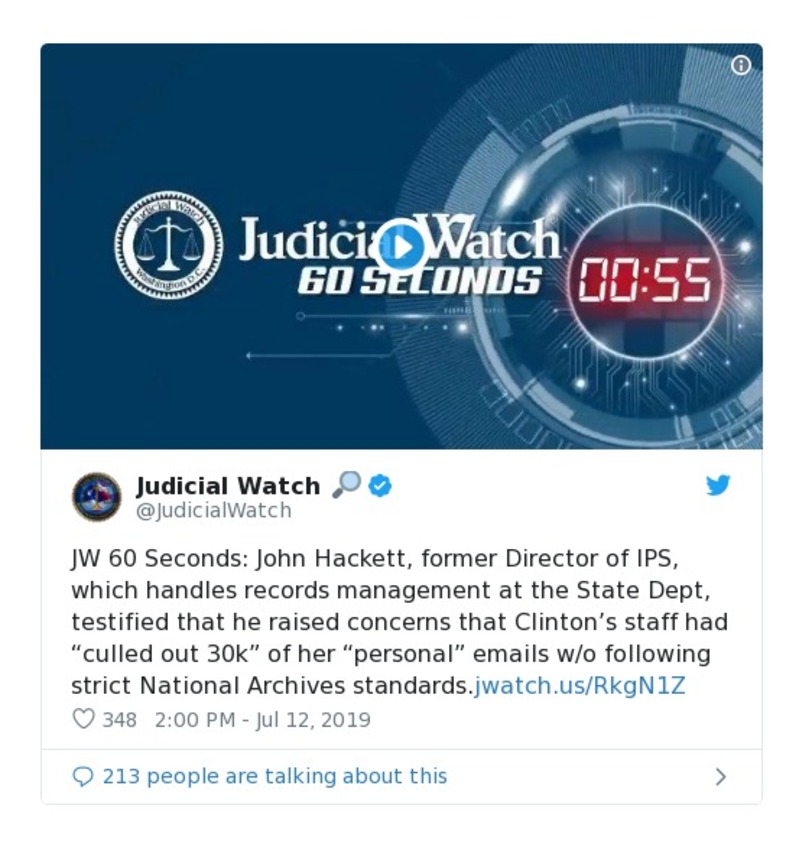 Judicial Watch
Washington D.C.
Judicial Watch
60 SECONDS
00:55
Judicial Watch
@JudicialWatch
JW 60 Seconds: John Hackett, former Director of IPS,
which handles records management at the State Dept,
testified that he raised concerns that Clinton’s staff had
“culled out 30k” of her “personal” emails w/o following
strict National Archives standards.jwatch.us/RkgN1Z
348 2:00 PM - Jul 12, 2019
213 people are talking about this